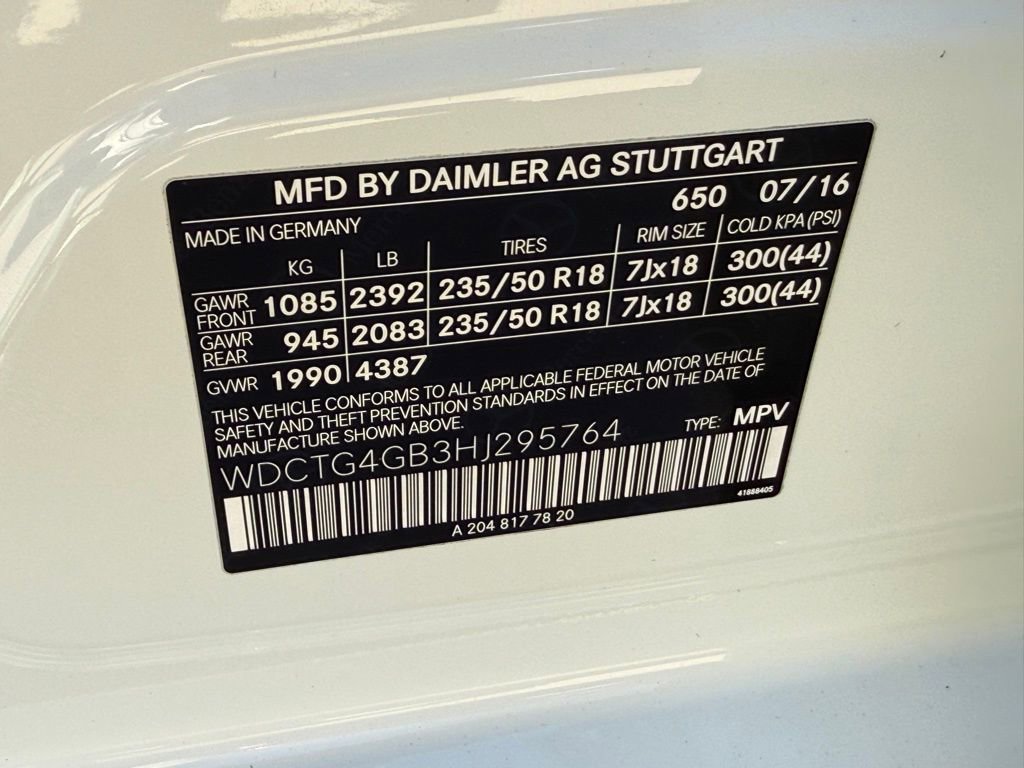 MFD BY DAIMLER AG STUTTGART
650 07/16
MADE IN GERMANY
KG LB TIRES RIM SIZE COLD KPA (PSI)
GAWR FRONT 1085 2392 235/50 R18 7Jx18 300(44)
GAWR REAR 945 2083 235/50 R18 7Jx18 300(44)
GVWR 1990 4387
THIS VEHICLE CONFORMS TO ALL APPLICABLE FEDERAL MOTOR VEHICLE
SAFETY AND THEFT PREVENTION STANDARDS IN EFFECT ON THE DATE OF
MANUFACTURE SHOWN ABOVE.
TYPE: MPV
WDCTG4GB3HJ295764
41888405
A 204 817 78 20